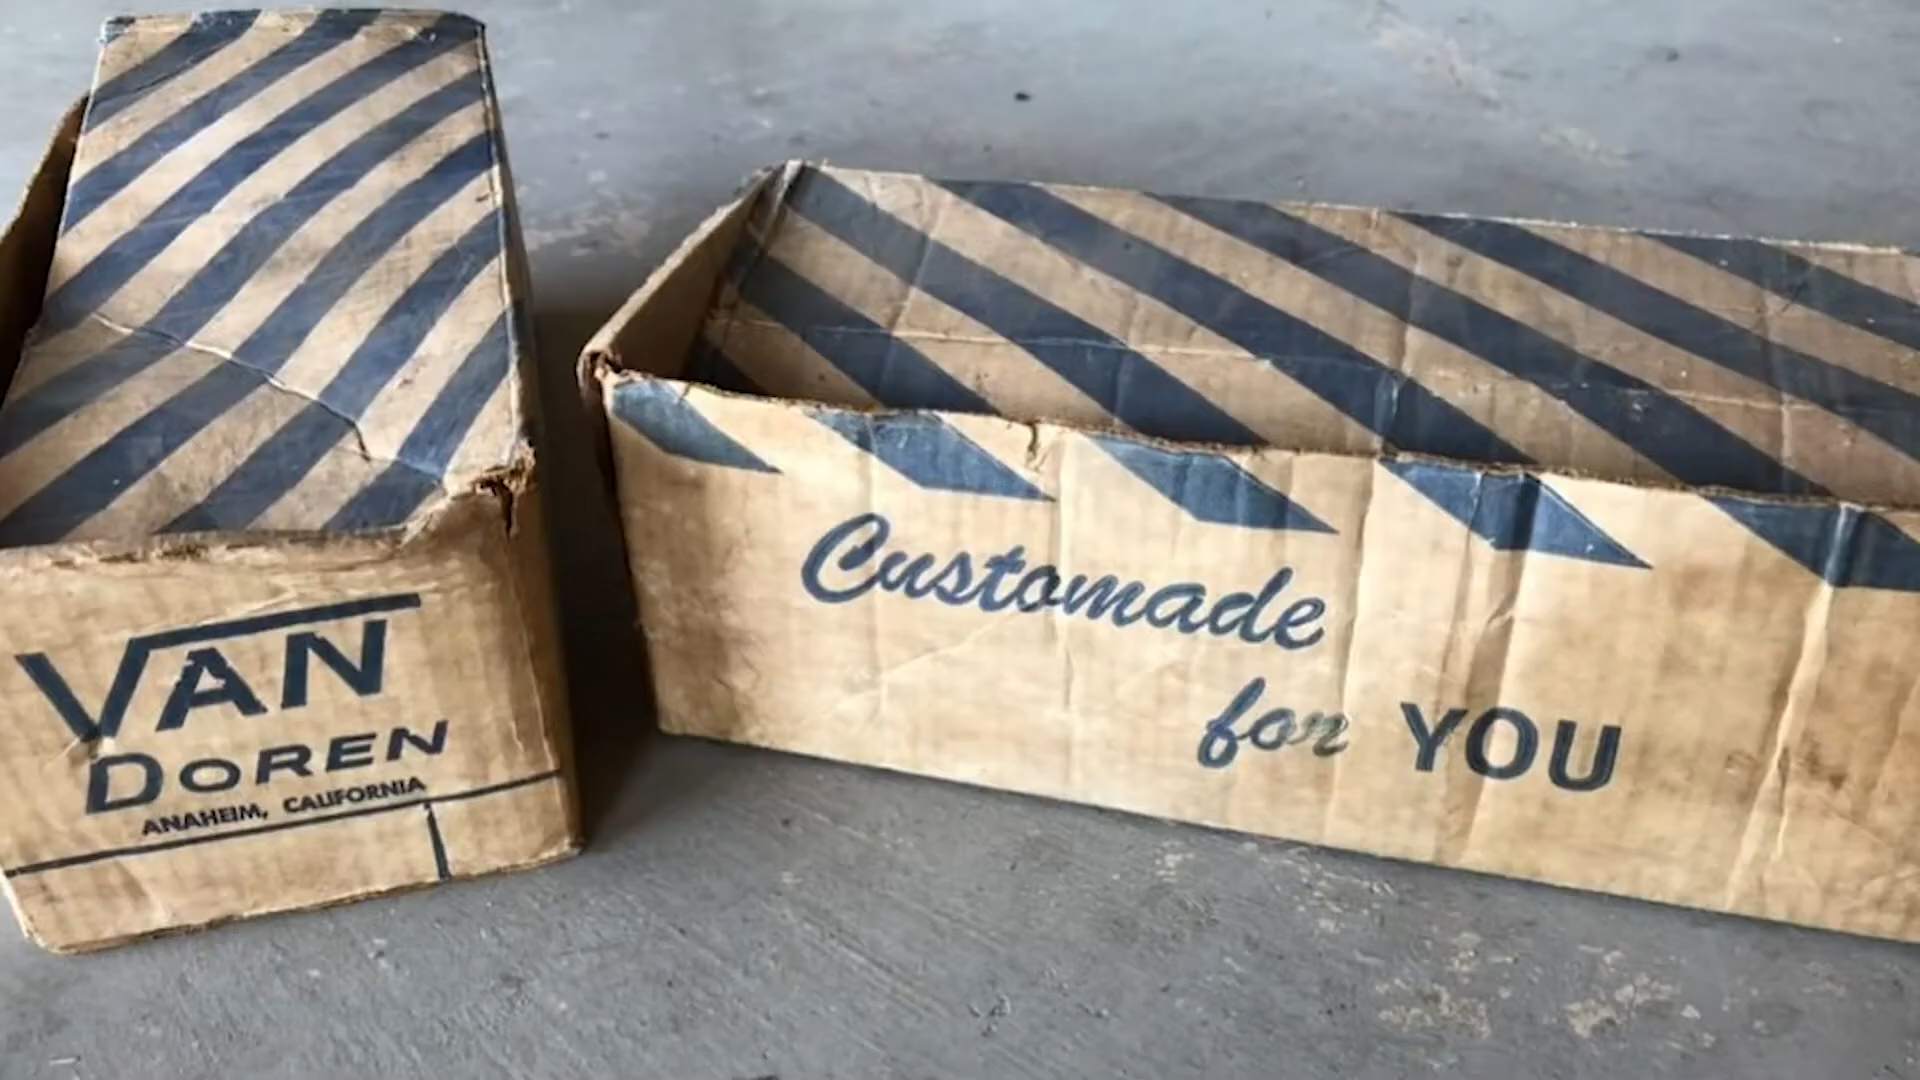 VAN
DOREN
ANAHEIM, CALIFORNIA
Customade
for YOU